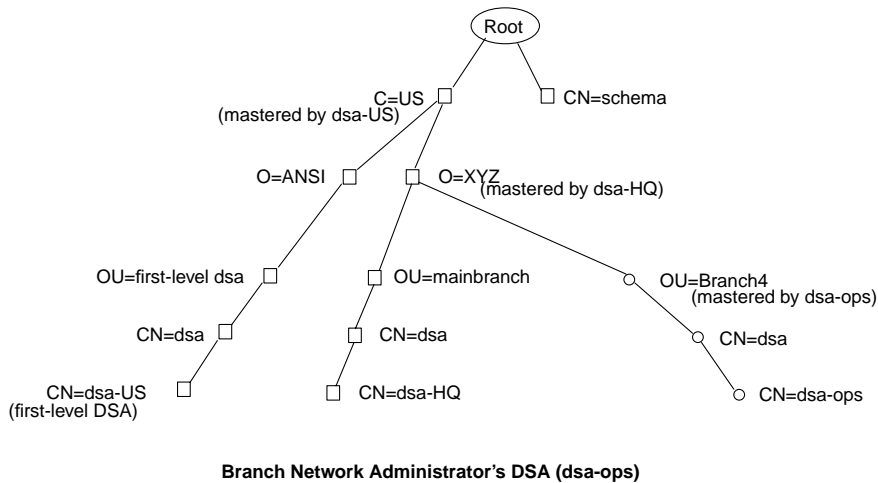 Root
C=US
(mastered by dsa-US)
CN=schema
O=ANSI
O=XYZ
(mastered by dsa-HQ)
OU=first-level dsa
OU=mainbranch
OU=Branch4
(mastered by dsa-ops)
CN=dsa
CN=dsa
CN=dsa
CN=dsa-US
(first-level DSA)
CN=dsa-HQ
CN=dsa-ops
Branch Network Administrator's DSA (dsa-ops)